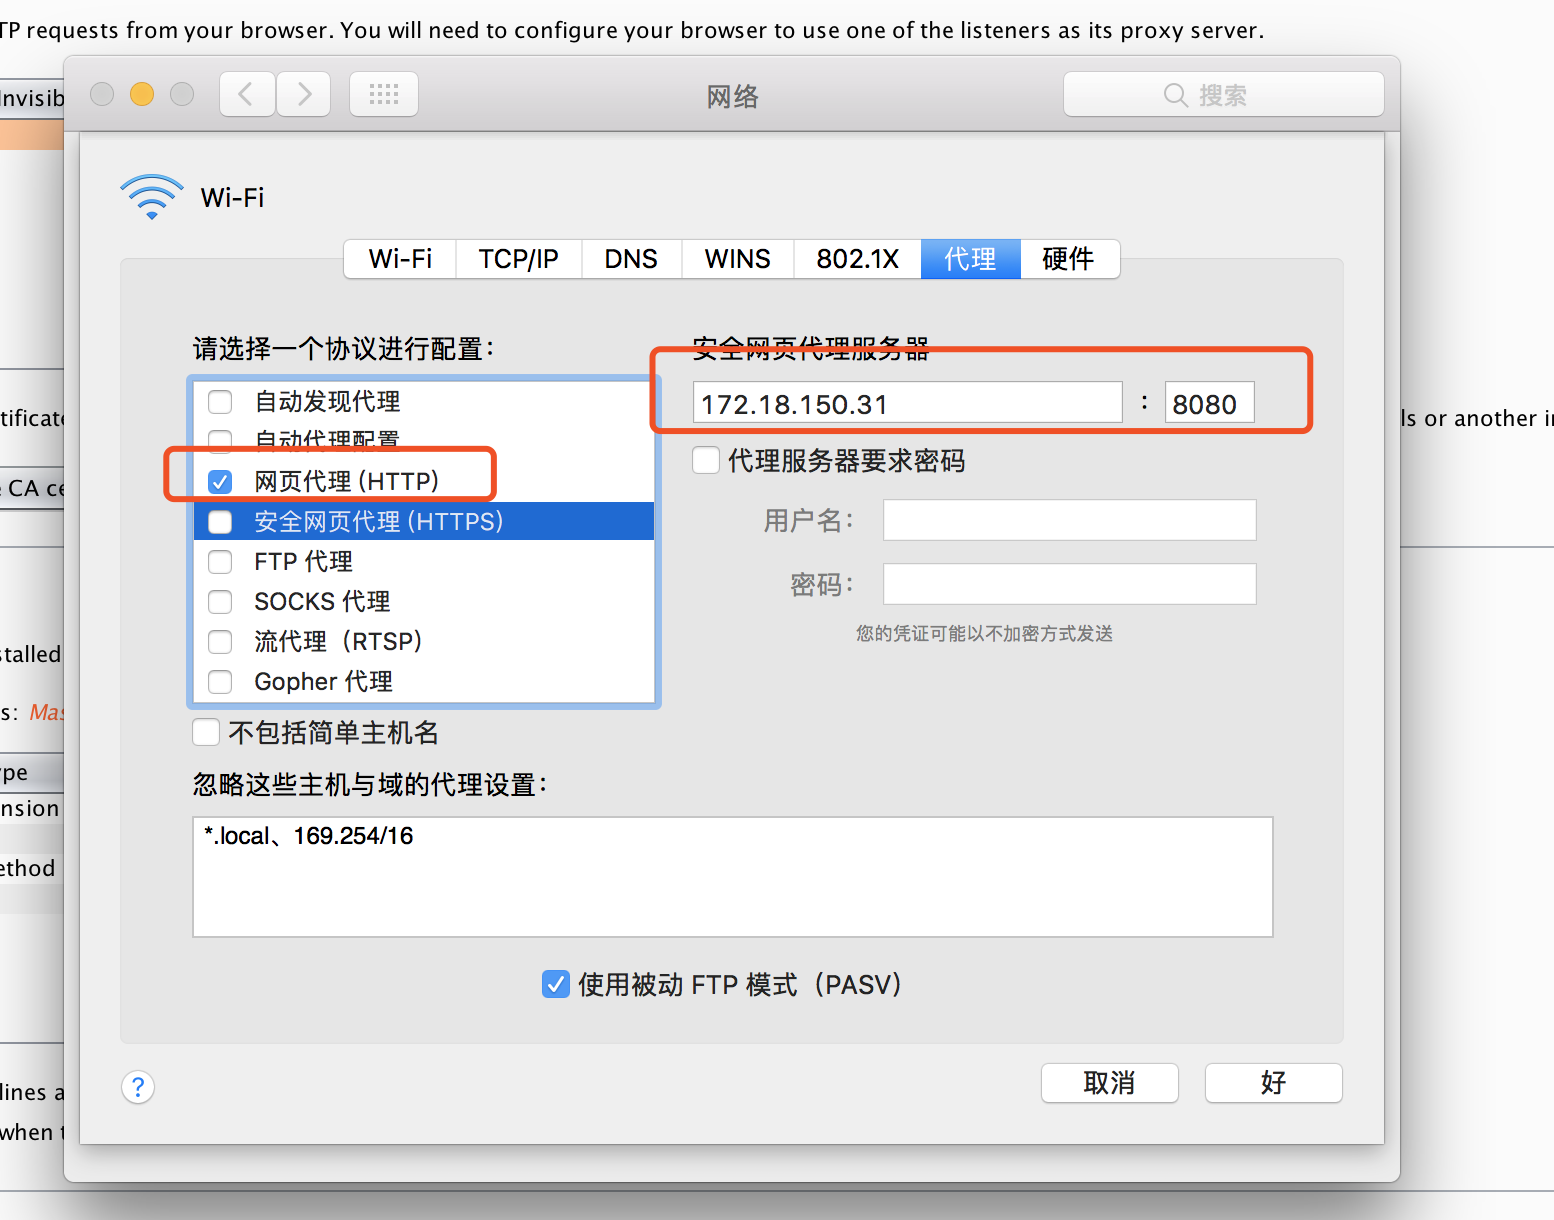 TP requests from your browser. You will need to configure your browser to use one of the listeners as its proxy server.
网络
搜索
Invisib
Wi-Fi
Wi-Fi TCP/IP DNS WINS 802.1X 代理 硬件
请选择一个协议进行配置：
安全网页代理服务器
自动发现代理
172.18.150.31 : 8080
tificate
ls or another in
自动代理配置
代理服务器要求密码
网页代理 (HTTP)
e CA ce
安全网页代理 (HTTPS)
用户名：
FTP 代理
密码：
SOCKS 代理
您的凭证可能以不加密方式发送
流代理（RTSP）
stalled
Gopher 代理
s: Mas
不包括简单主机名
ype
忽略这些主机与域的代理设置：
nsion
*.local、169.254/16
ethod
使用被动 FTP 模式（PASV）
?
取消
好
lines a
when t